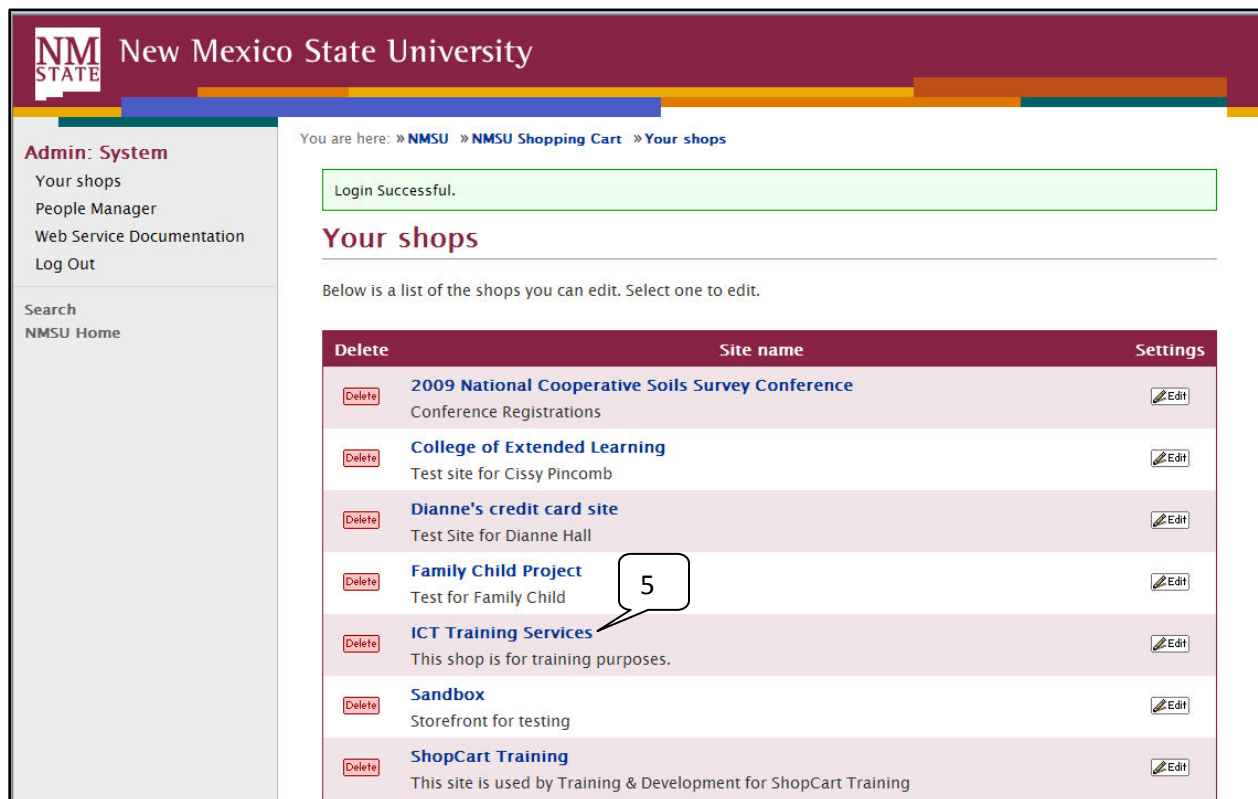 NM
STATE
New Mexico State University
Admin: System
Your shops
People Manager
Web Service Documentation
Log Out
Search
NMSU Home
You are here: » NMSU » NMSU Shopping Cart » Your shops
Login Successful.
Your shops
Below is a list of the shops you can edit. Select one to edit.
Delete Site name Settings
Delete 2009 National Cooperative Soils Survey Conference Edit
Conference Registrations
Delete College of Extended Learning Edit
Test site for Cissy Pincomb
Delete Dianne's credit card site Edit
Test Site for Dianne Hall
Delete Family Child Project Edit
Test for Family Child
5
Delete ICT Training Services Edit
This shop is for training purposes.
Delete Sandbox Edit
Storefront for testing
Delete ShopCart Training Edit
This site is used by Training & Development for ShopCart Training